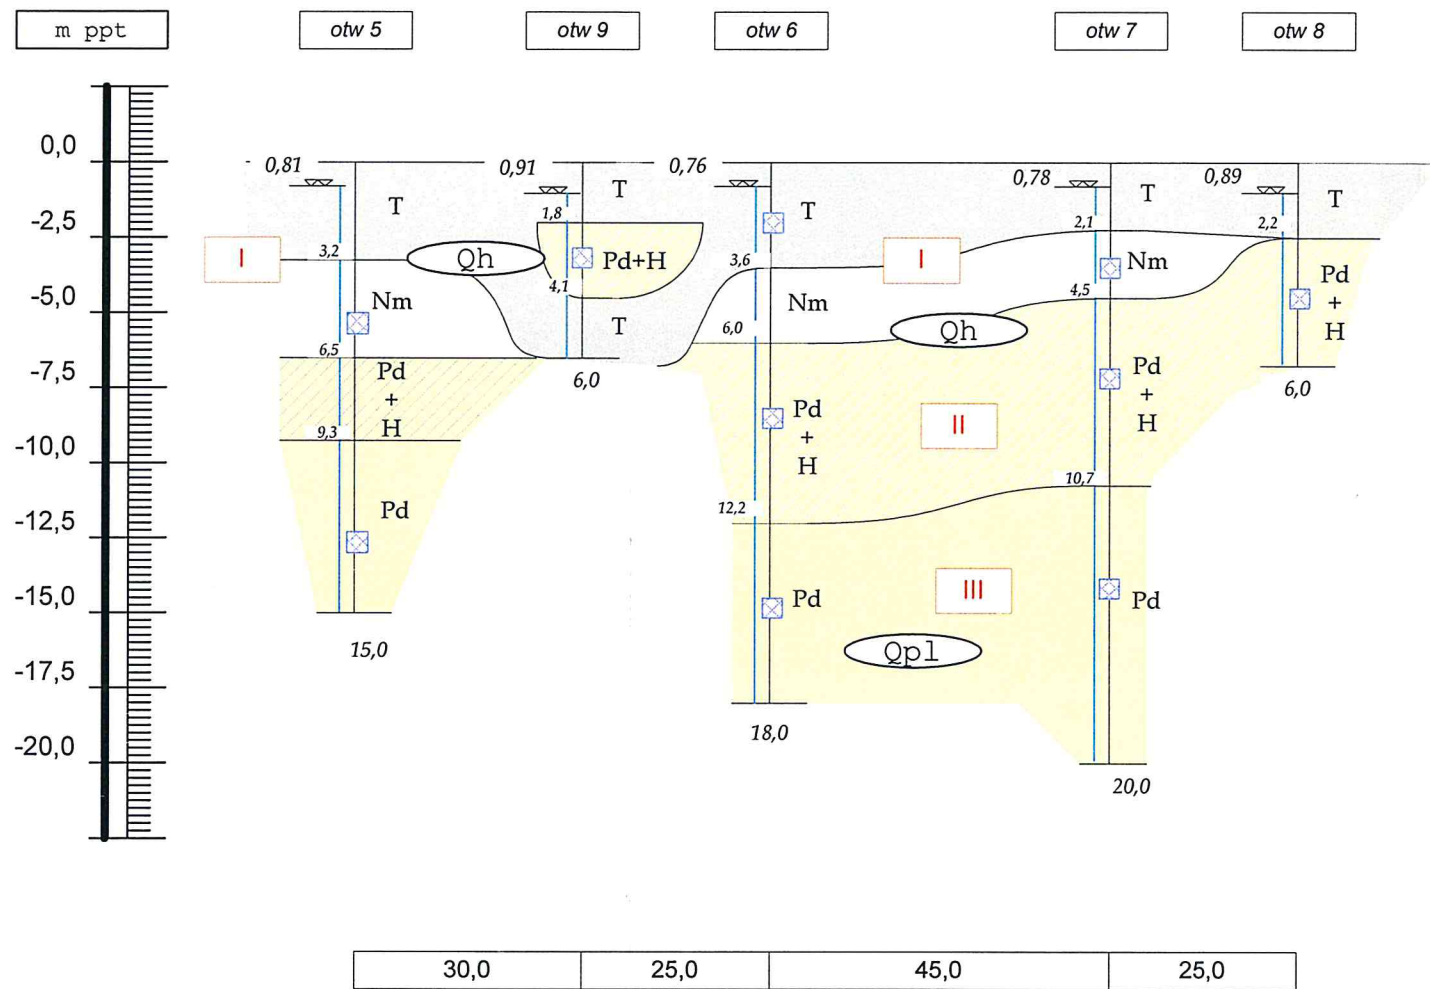 m ppt
otw 5
otw 9
otw 6
otw 7
otw 8
0,0
-2,5
-5,0
-7,5
-10,0
-12,5
-15,0
-17,5
-20,0
0,81
0,91
0,76
0,78
0,89
T
T
T
T
T
1,8
2,1
2,2
I
3,2
Qh
Pd+H
3,6
I
Nm
Pd
+
H
4,1
Nm
Nm
4,5
T
6,0
Qh
6,5
6,0
6,0
Pd
+
H
Pd
+
H
Pd
+
H
II
9,3
10,7
12,2
Pd
Pd
III
Pd
15,0
Qpl
18,0
20,0
30,0
25,0
45,0
25,0